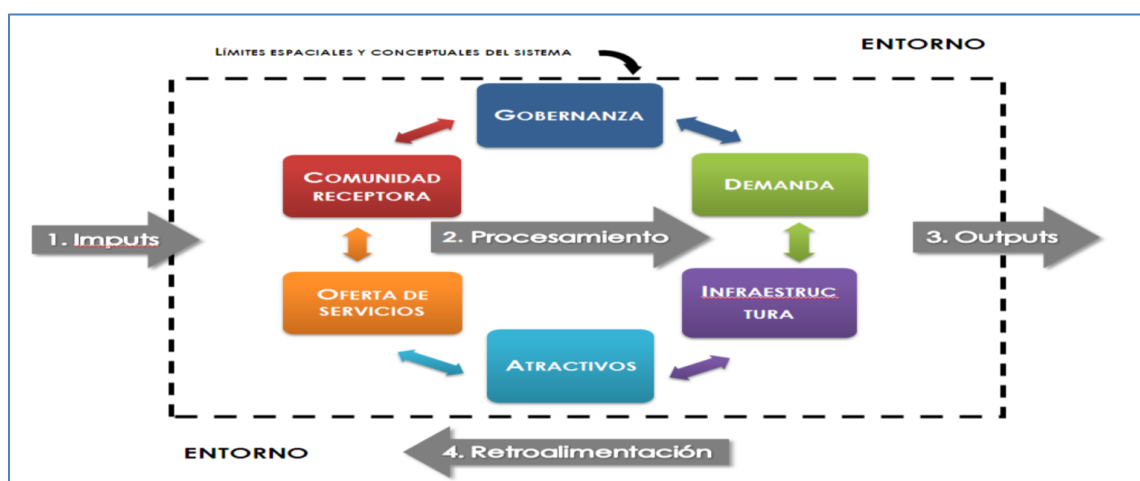 LÍMITES ESPACIALES Y CONCEPTUALES DEL SISTEMA
ENTORNO
GOBERNANZA
COMUNIDAD
RECEPTORA
DEMANDA
1. Imputs
2. Procesamiento
3. Outputs
OFERTA DE
SERVICIOS
INFRAESTRUC
TURA
ATRACTIVOS
ENTORNO
4. Retroalimentación